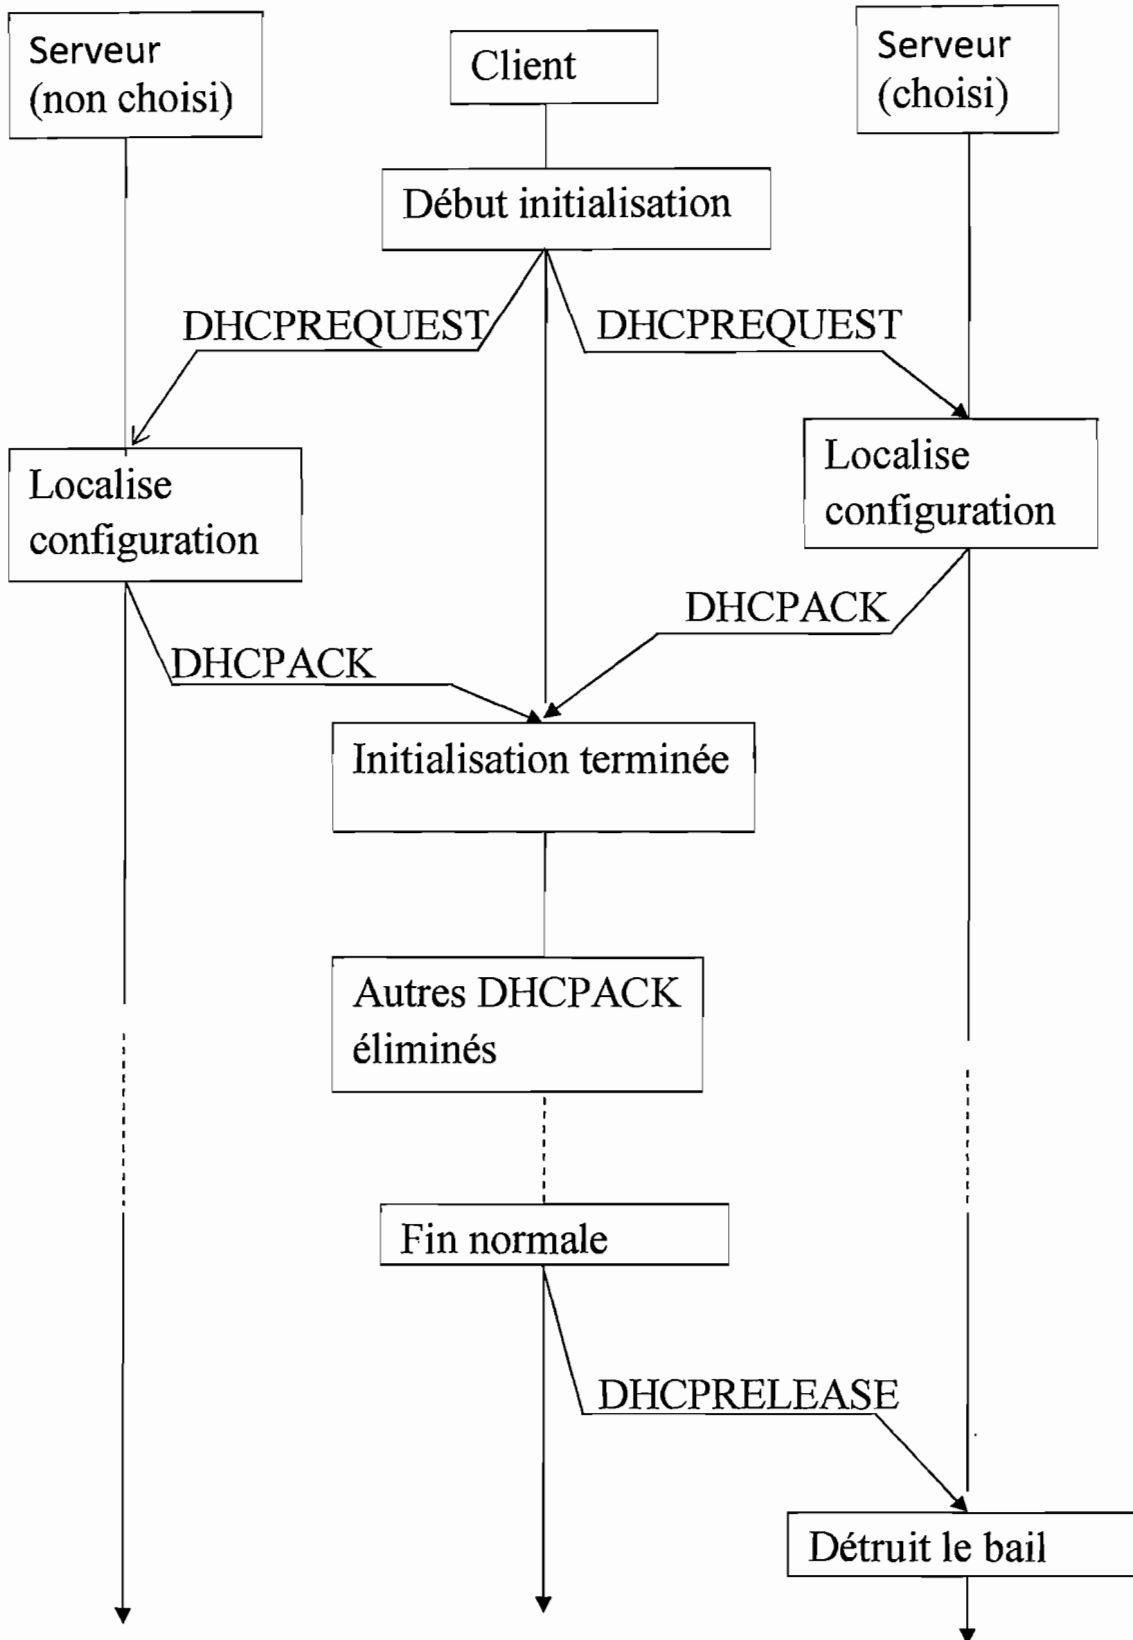 Serveur
(non choisi)
Client
Serveur
(choisi)
Début initialisation
DHCPREQUEST
DHCPREQUEST
Localise
configuration
Localise
configuration
DHCPACK
DHCPACK
Initialisation terminée
Autres DHCPACK
éliminés
Fin normale
DHCPRELEASE
Détruit le bail